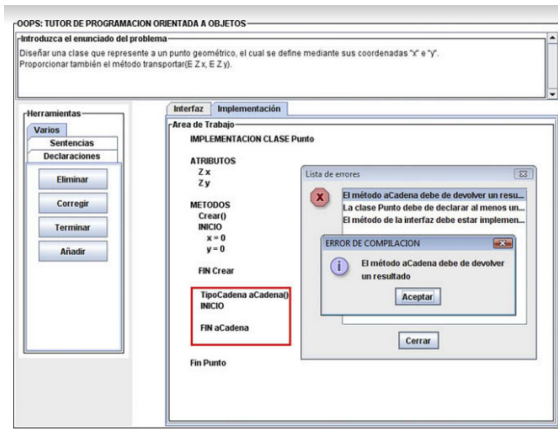 OOPS: TUTOR DE PROGRAMACION ORIENTADA A OBJETOS
Introduzca el enunciado del problema
Diseñar una clase que represente a un punto geométrico, el cual se define mediante sus coordenadas "x" e "y".
Proporcionar también el método transportar(E Z x, E Z y).
Herramientas
Varios
Sentencias
Declaraciones
Eliminar
Corregir
Terminar
Añadir
Interfaz Implementación
Area de Trabajo
IMPLEMENTACION CLASE Punto
ATRIBUTOS
Z x
Z y
METODOS
Crear()
INICIO
x = 0
y = 0
FIN Crear
TipoCadena aCadena()
INICIO
FIN aCadena
Fin Punto
Lista de errores
El método aCadena debe de devolver un resu...
La clase Punto debe de declarar al menos un...
El método de la interfaz debe estar implemen...
ERROR DE COMPILACION
El método aCadena debe de devolver
un resultado
Aceptar
Cerrar